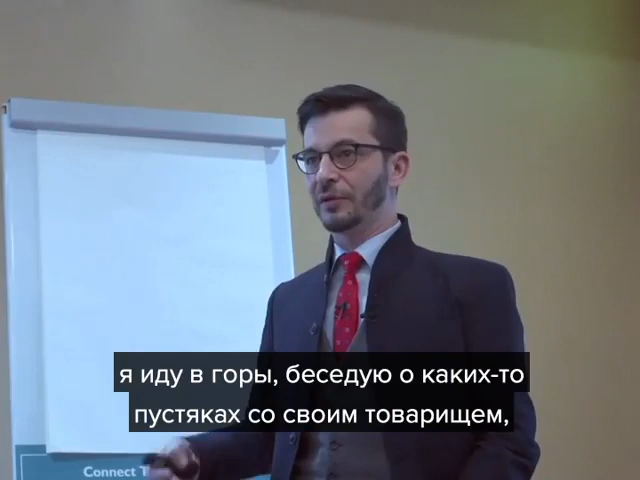 я иду в горы, беседую о каких-то
пустяках со своим товарищем,
Connect